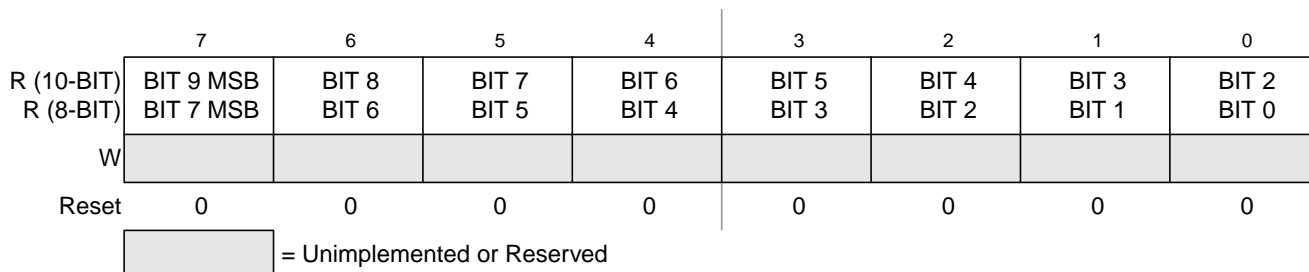 7 6 5 4 3 2 1 0
R (10-BIT) BIT 9 MSB BIT 8 BIT 7 BIT 6 BIT 5 BIT 4 BIT 3 BIT 2
R (8-BIT) BIT 7 MSB BIT 6 BIT 5 BIT 4 BIT 3 BIT 2 BIT 1 BIT 0
W
Reset 0 0 0 0 0 0 0 0
= Unimplemented or Reserved